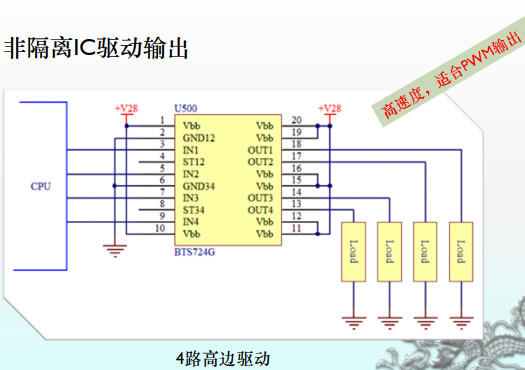 非隔离IC驱动输出
高速度，适合PWM输出
+V28
U500
+V28
1 Vbb Vbb 20
2 GND12 Vbb 19
3 IN1 OUT1 18
4 ST12 OUT2 17
5 IN2 Vbb 16
6 GND34 Vbb 15
7 IN3 OUT3 14
8 ST34 OUT4 13
9 IN4 Vbb 12
10 Vbb Vbb 11
CPU
BTS724G
Load Load Load Load
4路高边驱动